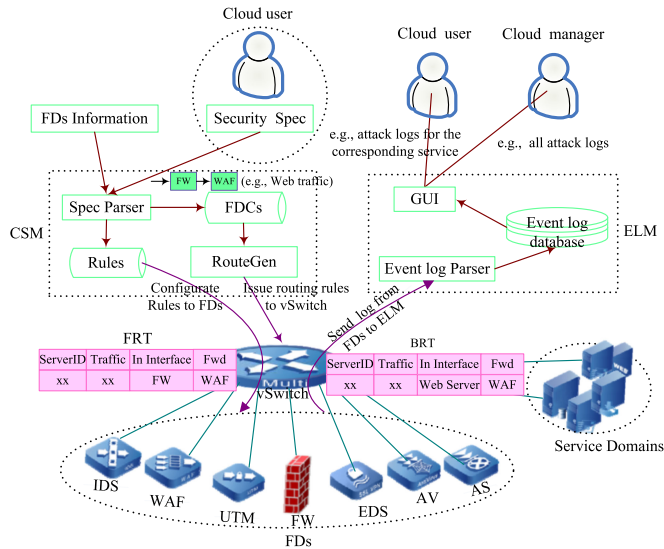 Cloud user
Cloud user
Cloud manager
FDs Information
Security Spec
e.g., attack logs for the
corresponding service
e.g., all attack logs
FW
WAF
(e.g., Web traffic)
Spec Parser
FDCs
GUI
CSM
Event log
database
ELM
Rules
RouteGen
Event log Parser
Configurate
Rules to FDs
Issue routing rules
to vSwitch
Send log from
FDs to ELM
FRT
BRT
ServerID Traffic In Interface Fwd
xx xx FW WAF
ServerID Traffic In Interface Fwd
xx xx Web Server WAF
Multi
vSwitch
Service Domains
IDS
WAF
UTM
FW
EDS
AV
AS
FDs